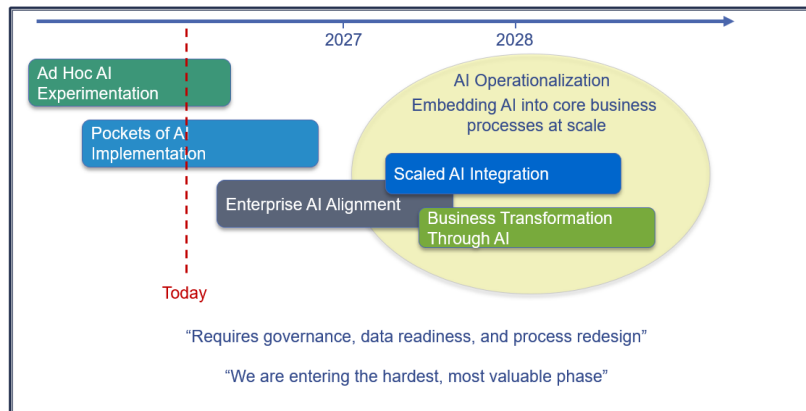 2027
2028
Ad Hoc AI
Experimentation
AI Operationalization
Embedding AI into core business
processes at scale
Pockets of AI
Implementation
Scaled AI Integration
Enterprise AI Alignment
Business Transformation
Through AI
Today
“Requires governance, data readiness, and process redesign”
“We are entering the hardest, most valuable phase”